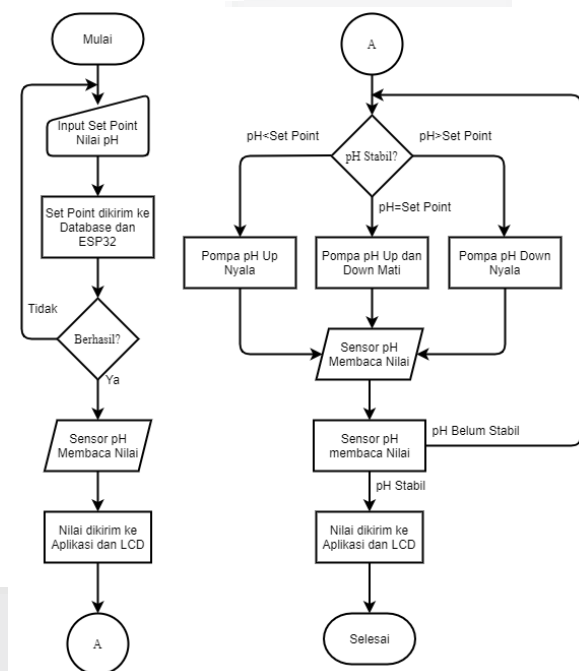 Mulai
Input Set Point
Nilai pH
Set Point dikirim ke
Database dan
ESP32
Tidak
Berhasil?
Ya
Sensor pH
Membaca Nilai
Nilai dikirim ke
Aplikasi dan LCD
A
A
pH<Set Point
pH>Set Point
pH Stabil?
pH=Set Point
Pompa pH Up
Nyala
Pompa pH Up dan
Down Mati
Pompa pH Down
Nyala
Sensor pH
Membaca Nilai
Sensor pH
membaca Nilai
pH Belum Stabil
pH Stabil
Nilai dikirim ke
Aplikasi dan LCD
Selesai